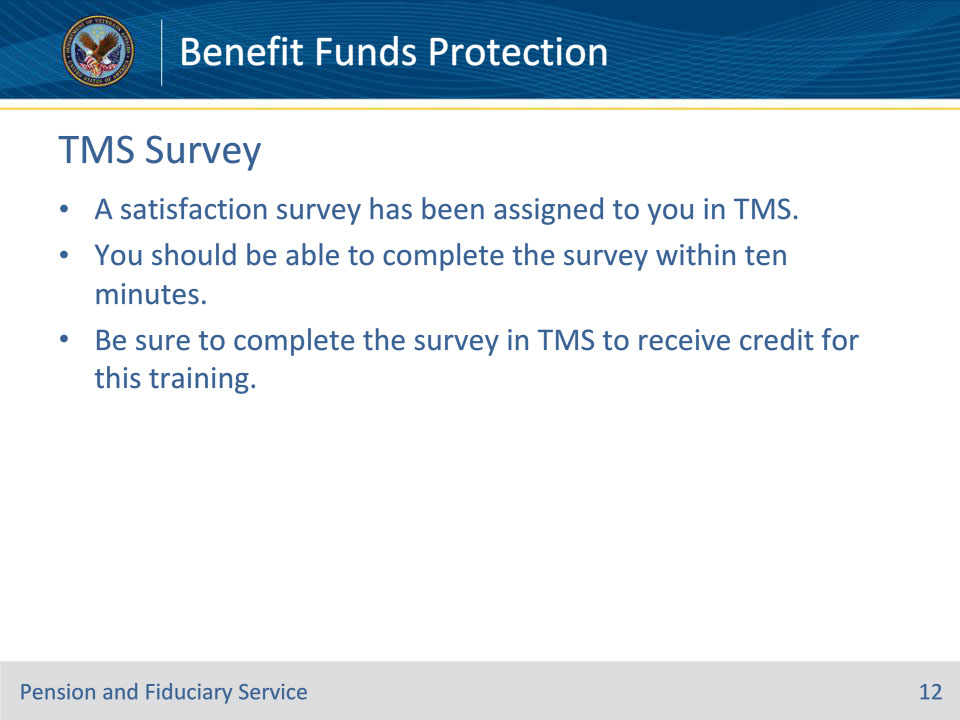 Benefit Funds Protection
TMS Survey
• A satisfaction survey has been assigned to you in TMS.
• You should be able to complete the survey within ten
minutes.
• Be sure to complete the survey in TMS to receive credit for
this training.
Pension and Fiduciary Service
12